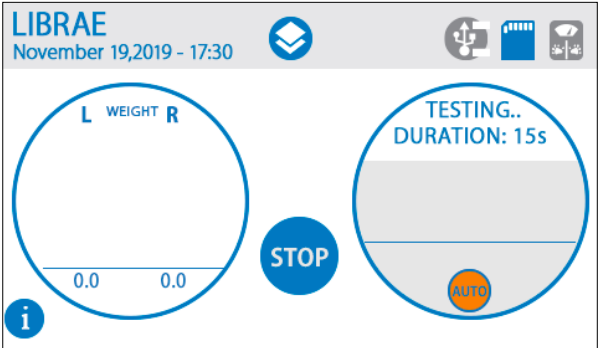 LIBRAE
November 19,2019 - 17:30
L WEIGHT R
0.0 0.0
i
STOP
TESTING..
DURATION: 15s
AUTO